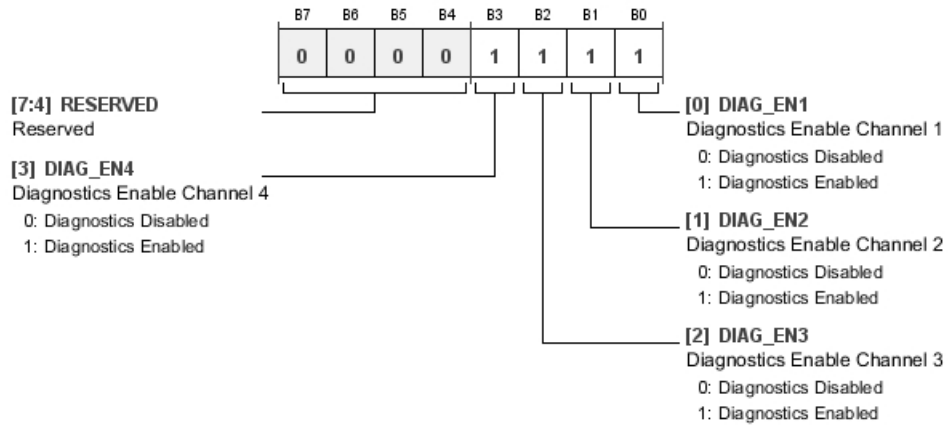 B7 B6 B5 B4 B3 B2 B1 B0
0 0 0 0 1 1 1 1
[7:4] RESERVED
Reserved
[3] DIAG_EN4
Diagnostics Enable Channel 4
0: Diagnostics Disabled
1: Diagnostics Enabled
[0] DIAG_EN1
Diagnostics Enable Channel 1
0: Diagnostics Disabled
1: Diagnostics Enabled
[1] DIAG_EN2
Diagnostics Enable Channel 2
0: Diagnostics Disabled
1: Diagnostics Enabled
[2] DIAG_EN3
Diagnostics Enable Channel 3
0: Diagnostics Disabled
1: Diagnostics Enabled